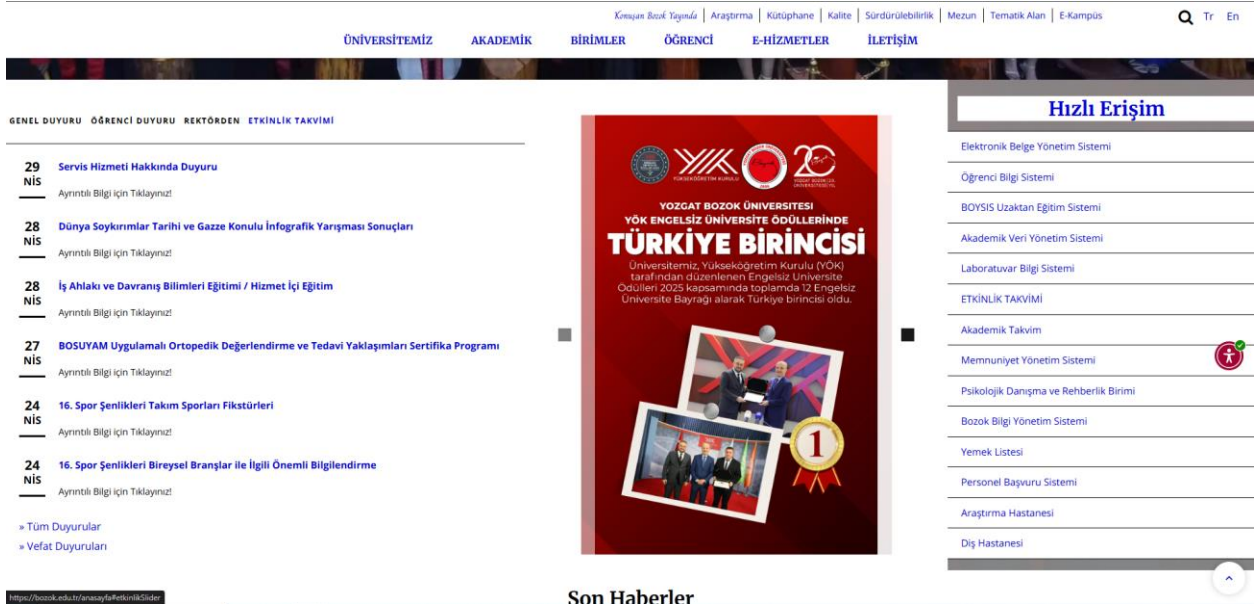 Konuşan Bozok Yayında | Araştırma | Kütüphane | Kalite | Sürdürülebilirlik | Mezun | Tematik Alan | E-Kampüs
Tr En
ÜNİVERSİTEMİZ AKADEMİK BİRİMLER ÖĞRENCİ E-HİZMETLER İLETİŞİM
GENEL DUYURU ÖĞRENCİ DUYURU REKTÖRDEN ETKİNLİK TAKVİMİ
29 NİS
Servis Hizmeti Hakkında Duyuru
Ayrıntılı Bilgi için Tıklayınız!
28 NİS
Dünya Soykırımlar Tarihi ve Gazze Konulu İnfografik Yarışması Sonuçları
Ayrıntılı Bilgi için Tıklayınız!
28 NİS
İş Ahlakı ve Davranış Bilimleri Eğitimi / Hizmet İçi Eğitim
Ayrıntılı Bilgi için Tıklayınız!
27 NİS
BOSUYAM Uygulamalı Ortopedik Değerlendirme ve Tedavi Yaklaşımları Sertifika Programı
Ayrıntılı Bilgi için Tıklayınız!
24 NİS
16. Spor Şenlikleri Takım Sporları Fikstürleri
Ayrıntılı Bilgi için Tıklayınız!
24 NİS
16. Spor Şenlikleri Bireysel Branşlar ile İlgili Önemli Bilgilendirme
Ayrıntılı Bilgi için Tıklayınız!
» Tüm Duyurular
» Vefat Duyuruları
YÜKSEKÖĞRETİM KURULU
20
YOZGAT BOZOK ÜNİVERSİTESİ
YÖK ENGELSİZ ÜNİVERSİTE ÖDÜLLERİNDE
TÜRKİYE BİRİNCİSİ
Üniversitemiz, Yükseköğretim Kurulu (YÖK)
tarafından düzenlenen Engelsiz Üniversite
Ödülleri 2025 kapsamında toplamda 12 Engelsiz
Üniversite Bayrağı alarak Türkiye birincisi oldu.
1
Hızlı Erişim
Elektronik Belge Yönetim Sistemi
Öğrenci Bilgi Sistemi
BOYSIS Uzaktan Eğitim Sistemi
Akademik Veri Yönetim Sistemi
Laboratuvar Bilgi Sistemi
ETKİNLİK TAKVİMİ
Akademik Takvim
Memnuniyet Yönetim Sistemi
Psikolojik Danışma ve Rehberlik Birimi
Bozok Bilgi Yönetim Sistemi
Yemek Listesi
Personel Başvuru Sistemi
Araştırma Hastanesi
Diş Hastanesi
Son Haberler
https://bozok.edu.tr/anasayfa#etkinlikSlider